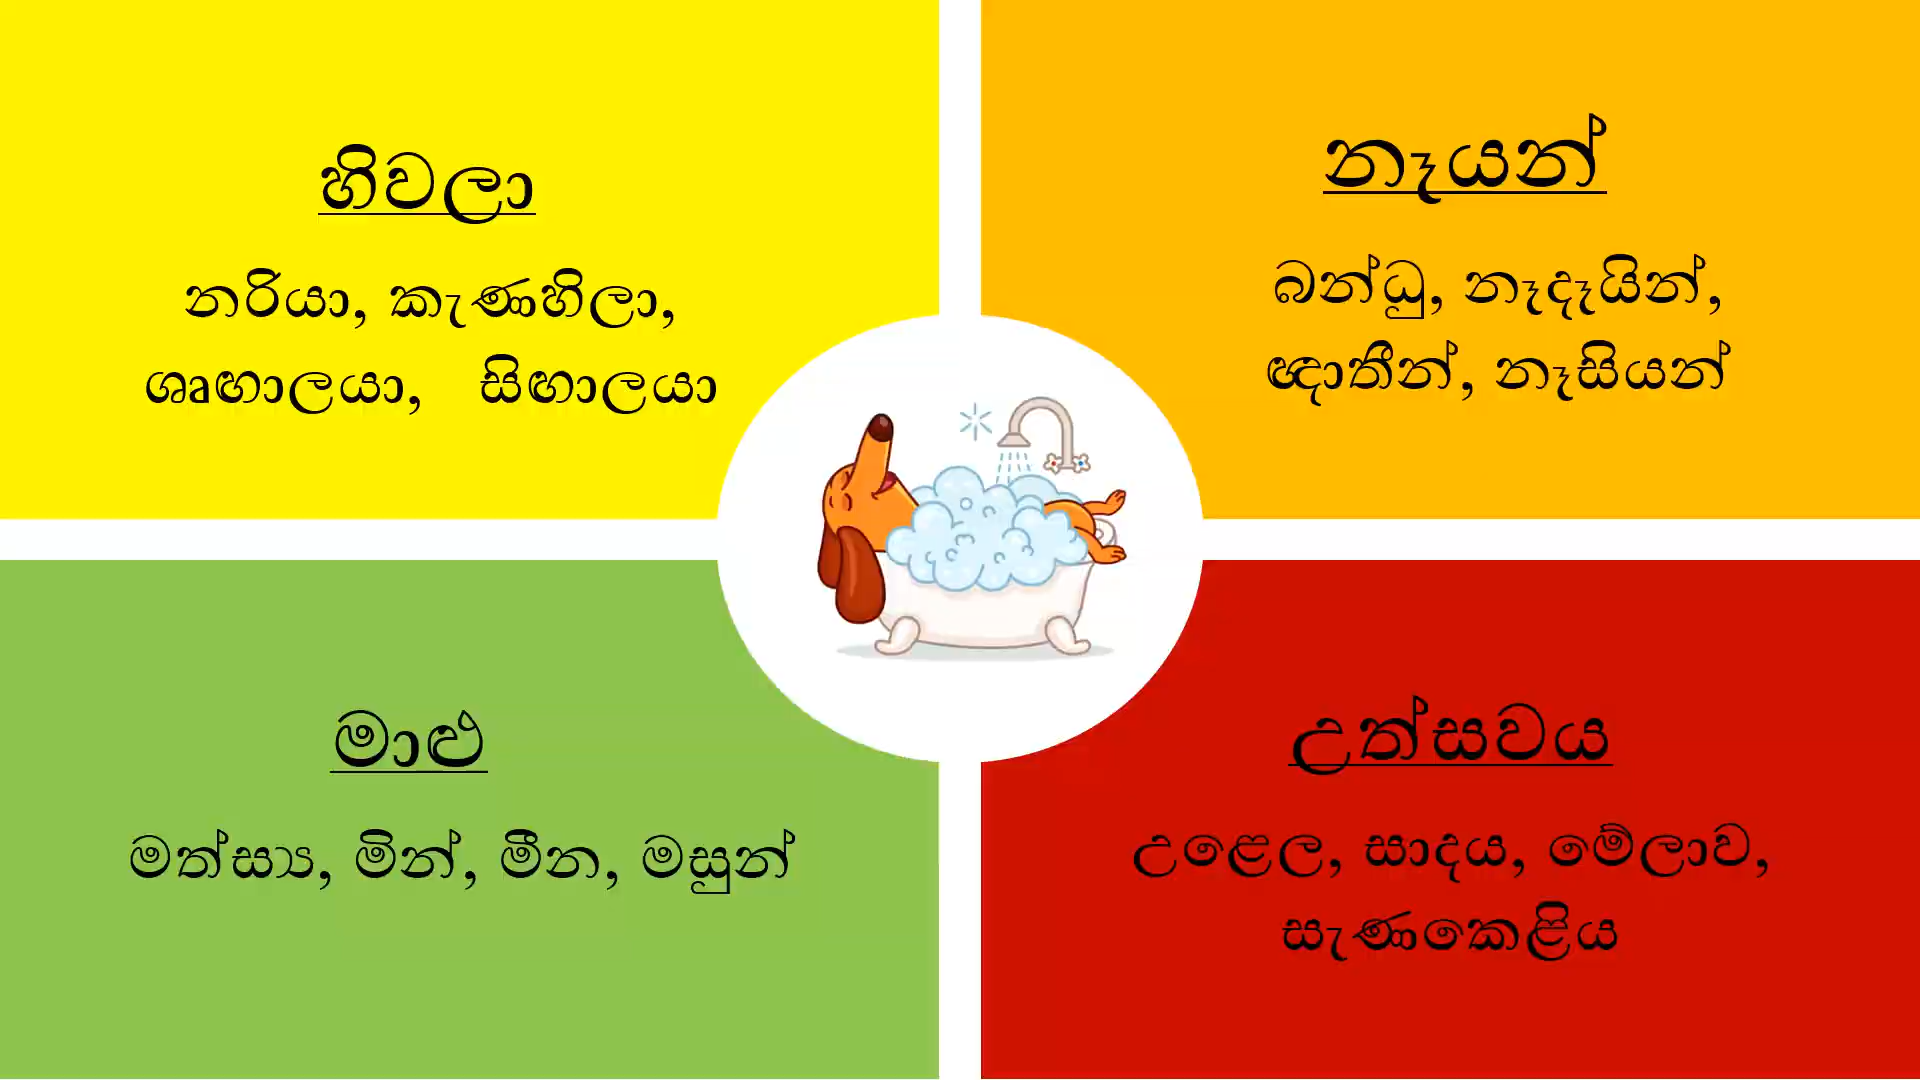 හිවලා
නරියා, කැණහිලා,
ශෘඟාලයා, සිඟාලයා
නෑයන්
බන්ධු, නෑදෑයින්,
ඥාතීන්, නෑසියන්
මාළු
මත්ස්‍ය, මින්, මීන, මසුන්
උත්සවය
උළෙල, සාදය, මේලාව,
සැණකෙළිය